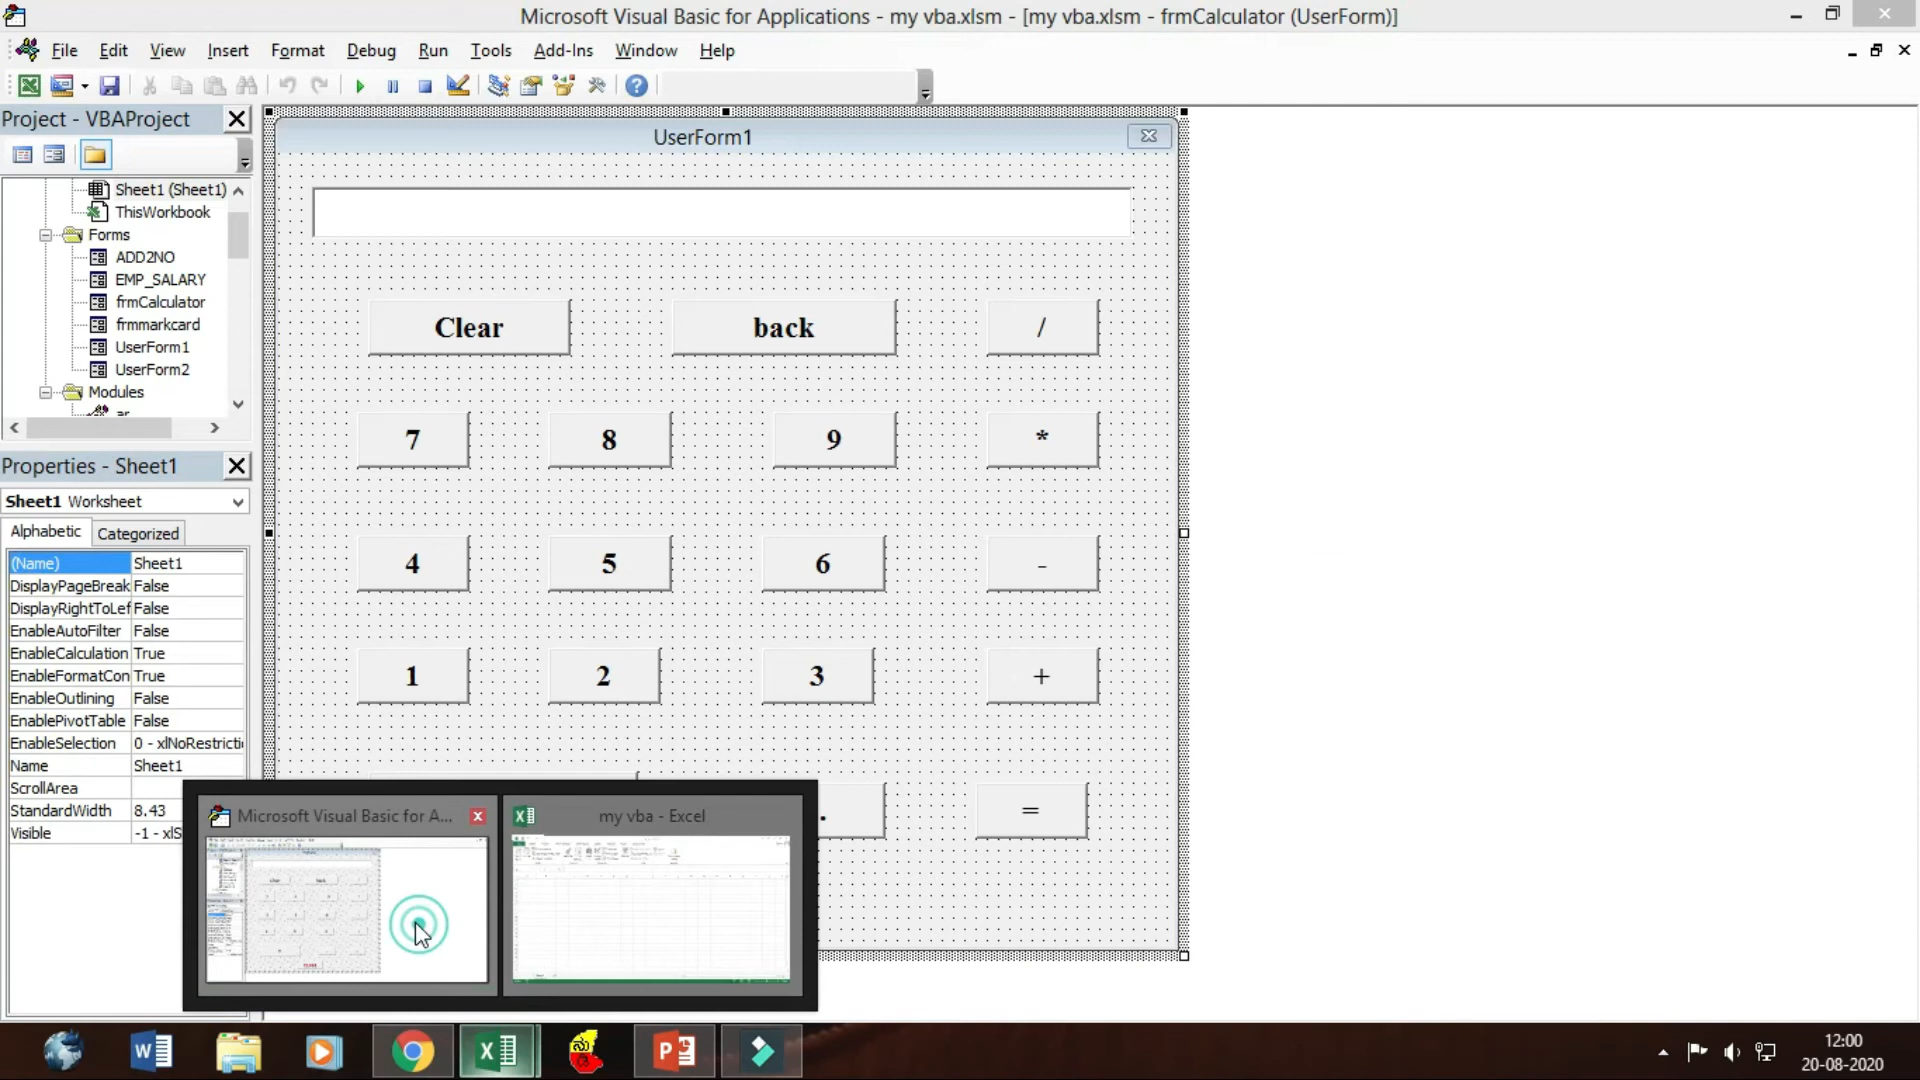 Microsoft Visual Basic for Applications - my vba.xlsm - [my vba.xlsm - frmCalculator (UserForm)]
File Edit View Insert Format Debug Run Tools Add-Ins Window Help
Project - VBAProject
Sheet1 (Sheet1)
ThisWorkbook
Forms
ADD2NO
EMP_SALARY
frmCalculator
frmmarkcard
UserForm1
UserForm2
Modules
Properties - Sheet1
Sheet1 Worksheet
Alphabetic Categorized
(Name) Sheet1
DisplayPageBreak False
DisplayRightToLef False
EnableAutoFilter False
EnableCalculation True
EnableFormatCon True
EnableOutlining False
EnablePivotTable False
EnableSelection 0 - xlNoRestricti
Name Sheet1
ScrollArea
StandardWidth 8.43
Visible -1 - xlS
UserForm1
Clear back /
7 8 9 *
4 5 6 -
1 2 3 +
. =
Microsoft Visual Basic for A...
my vba - Excel
12:00
20-08-2020